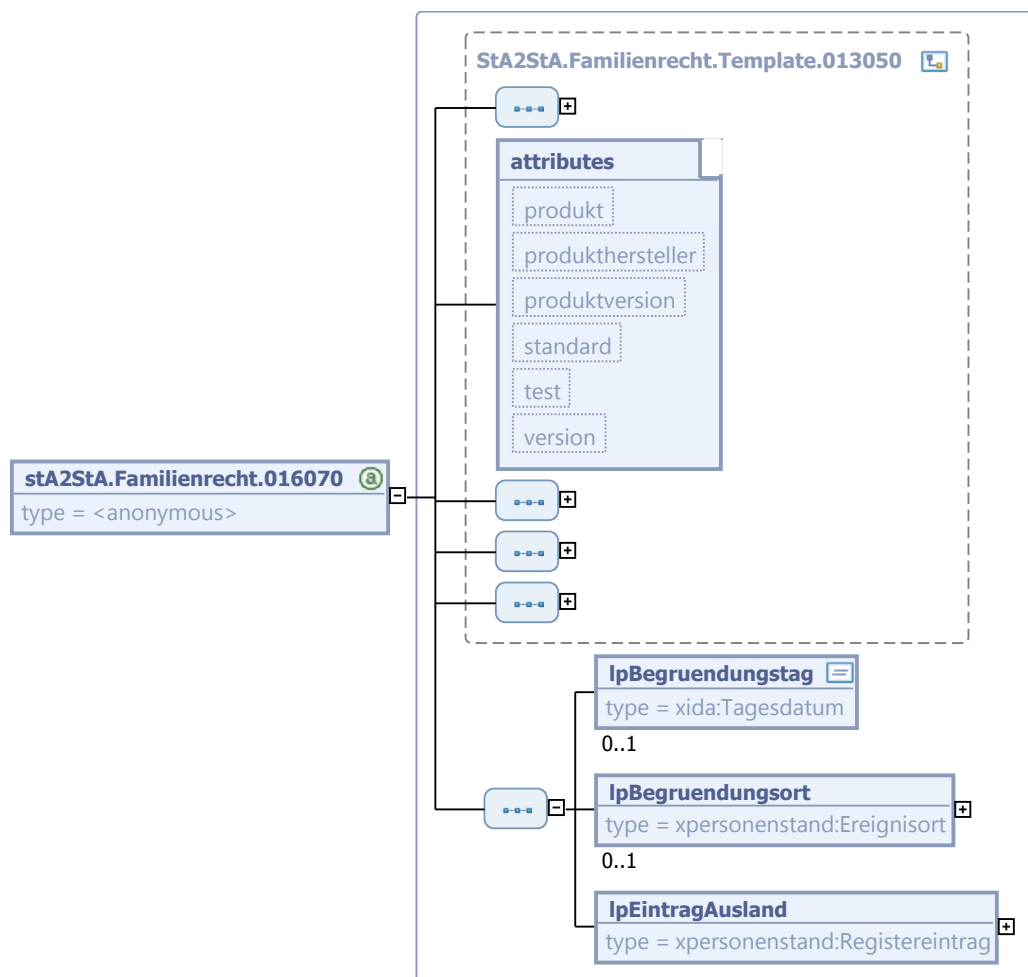 StA2StA.Familienrecht.Template.013050
attributes
produkt
produkthersteller
produktversion
standard
test
version
stA2StA.Familienrecht.016070 a
type = <anonymous>
lpBegruendungstag
type = xida:Tagesdatum
0..1
lpBegruendungsort
type = xpersonenstand:Ereignisort
0..1
lpEintragAusland
type = xpersonenstand:Registereintrag